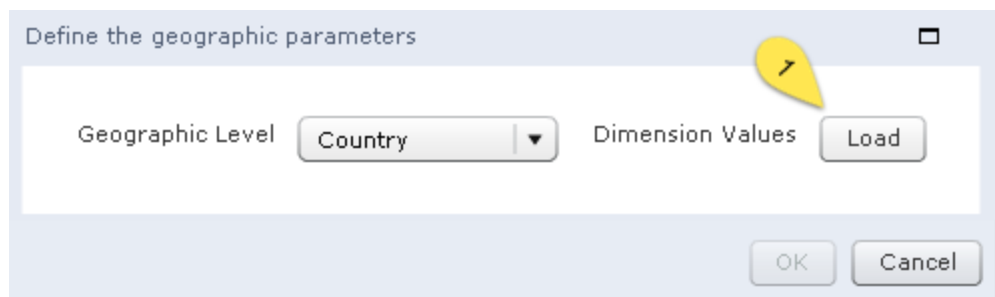 Define the geographic parameters
1
Geographic Level Country Dimension Values Load
OK Cancel